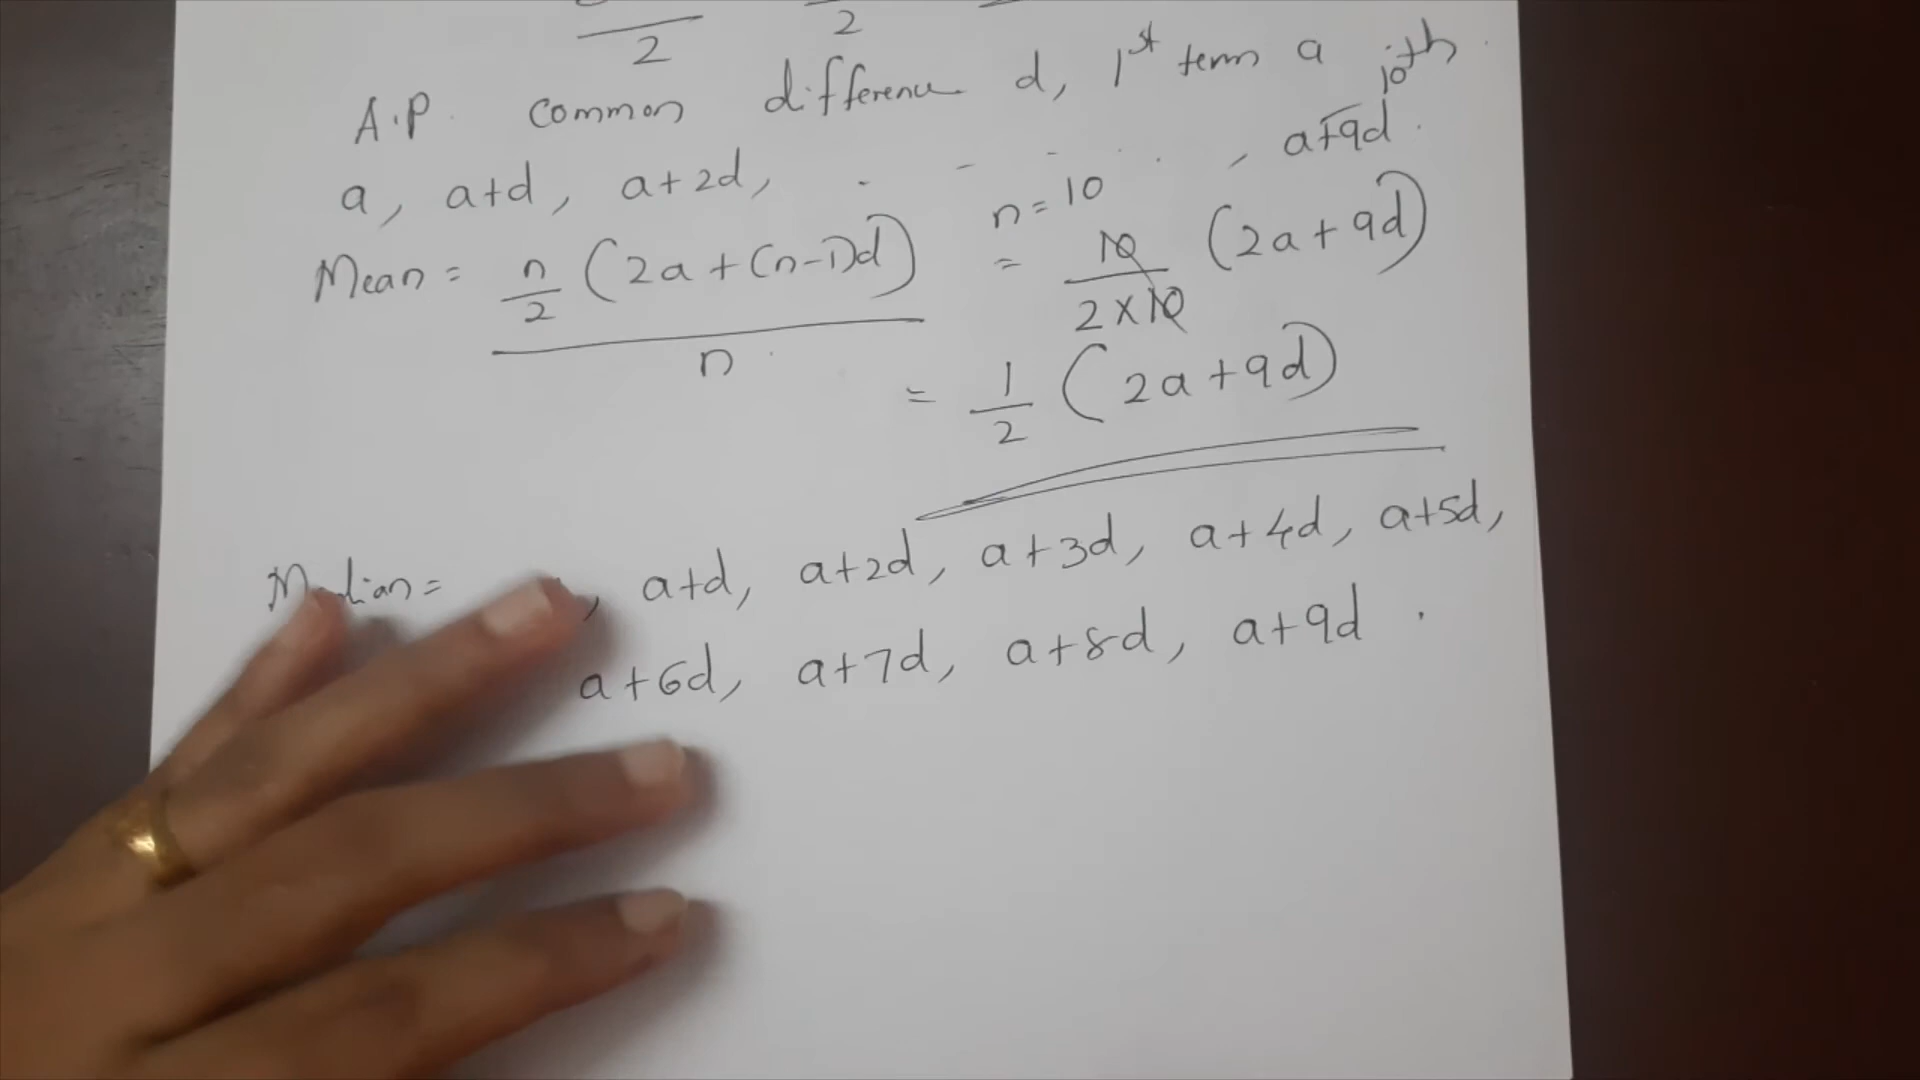 2 2
A.P. common difference d, 1st term a 10th
a, a+d, a+2d, - - - . . , a+9d.
n=10
Mean = n/2 (2a+(n-1)d) / n = 10/2×10 (2a+9d)
= 1/2 (2a+9d)
Median = , a+d, a+2d, a+3d, a+4d, a+5d,
a+6d, a+7d, a+8d, a+9d .